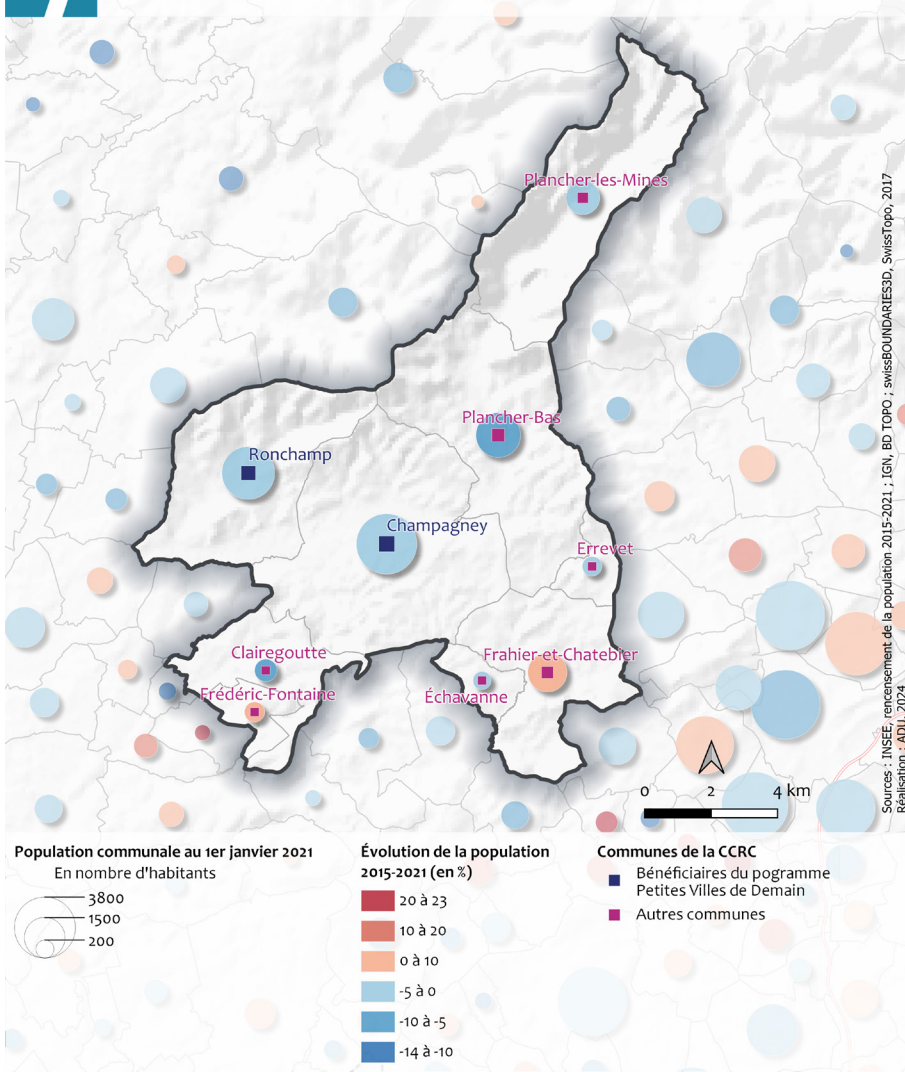 Plancher-les-Mines
Plancher-Bas
Ronchamp
Champagney
Errevet
Clairegoutte
Frahier-et-Chatebier
Frédéric-Fontaine
Échavanne
0 2 4 km
Sources : INSEE, rencensement de la population 2015-2021 ; IGN, BD TOPO ; swissBOUNDARIES3D, SwissTopo, 2017
Réalisation : ADU, 2024
Population communale au 1er janvier 2021
En nombre d'habitants
3800
1500
200
Évolution de la population
2015-2021 (en %)
20 à 23
10 à 20
0 à 10
-5 à 0
-10 à -5
-14 à -10
Communes de la CCRC
Bénéficiaires du pogramme
Petites Villes de Demain
Autres communes